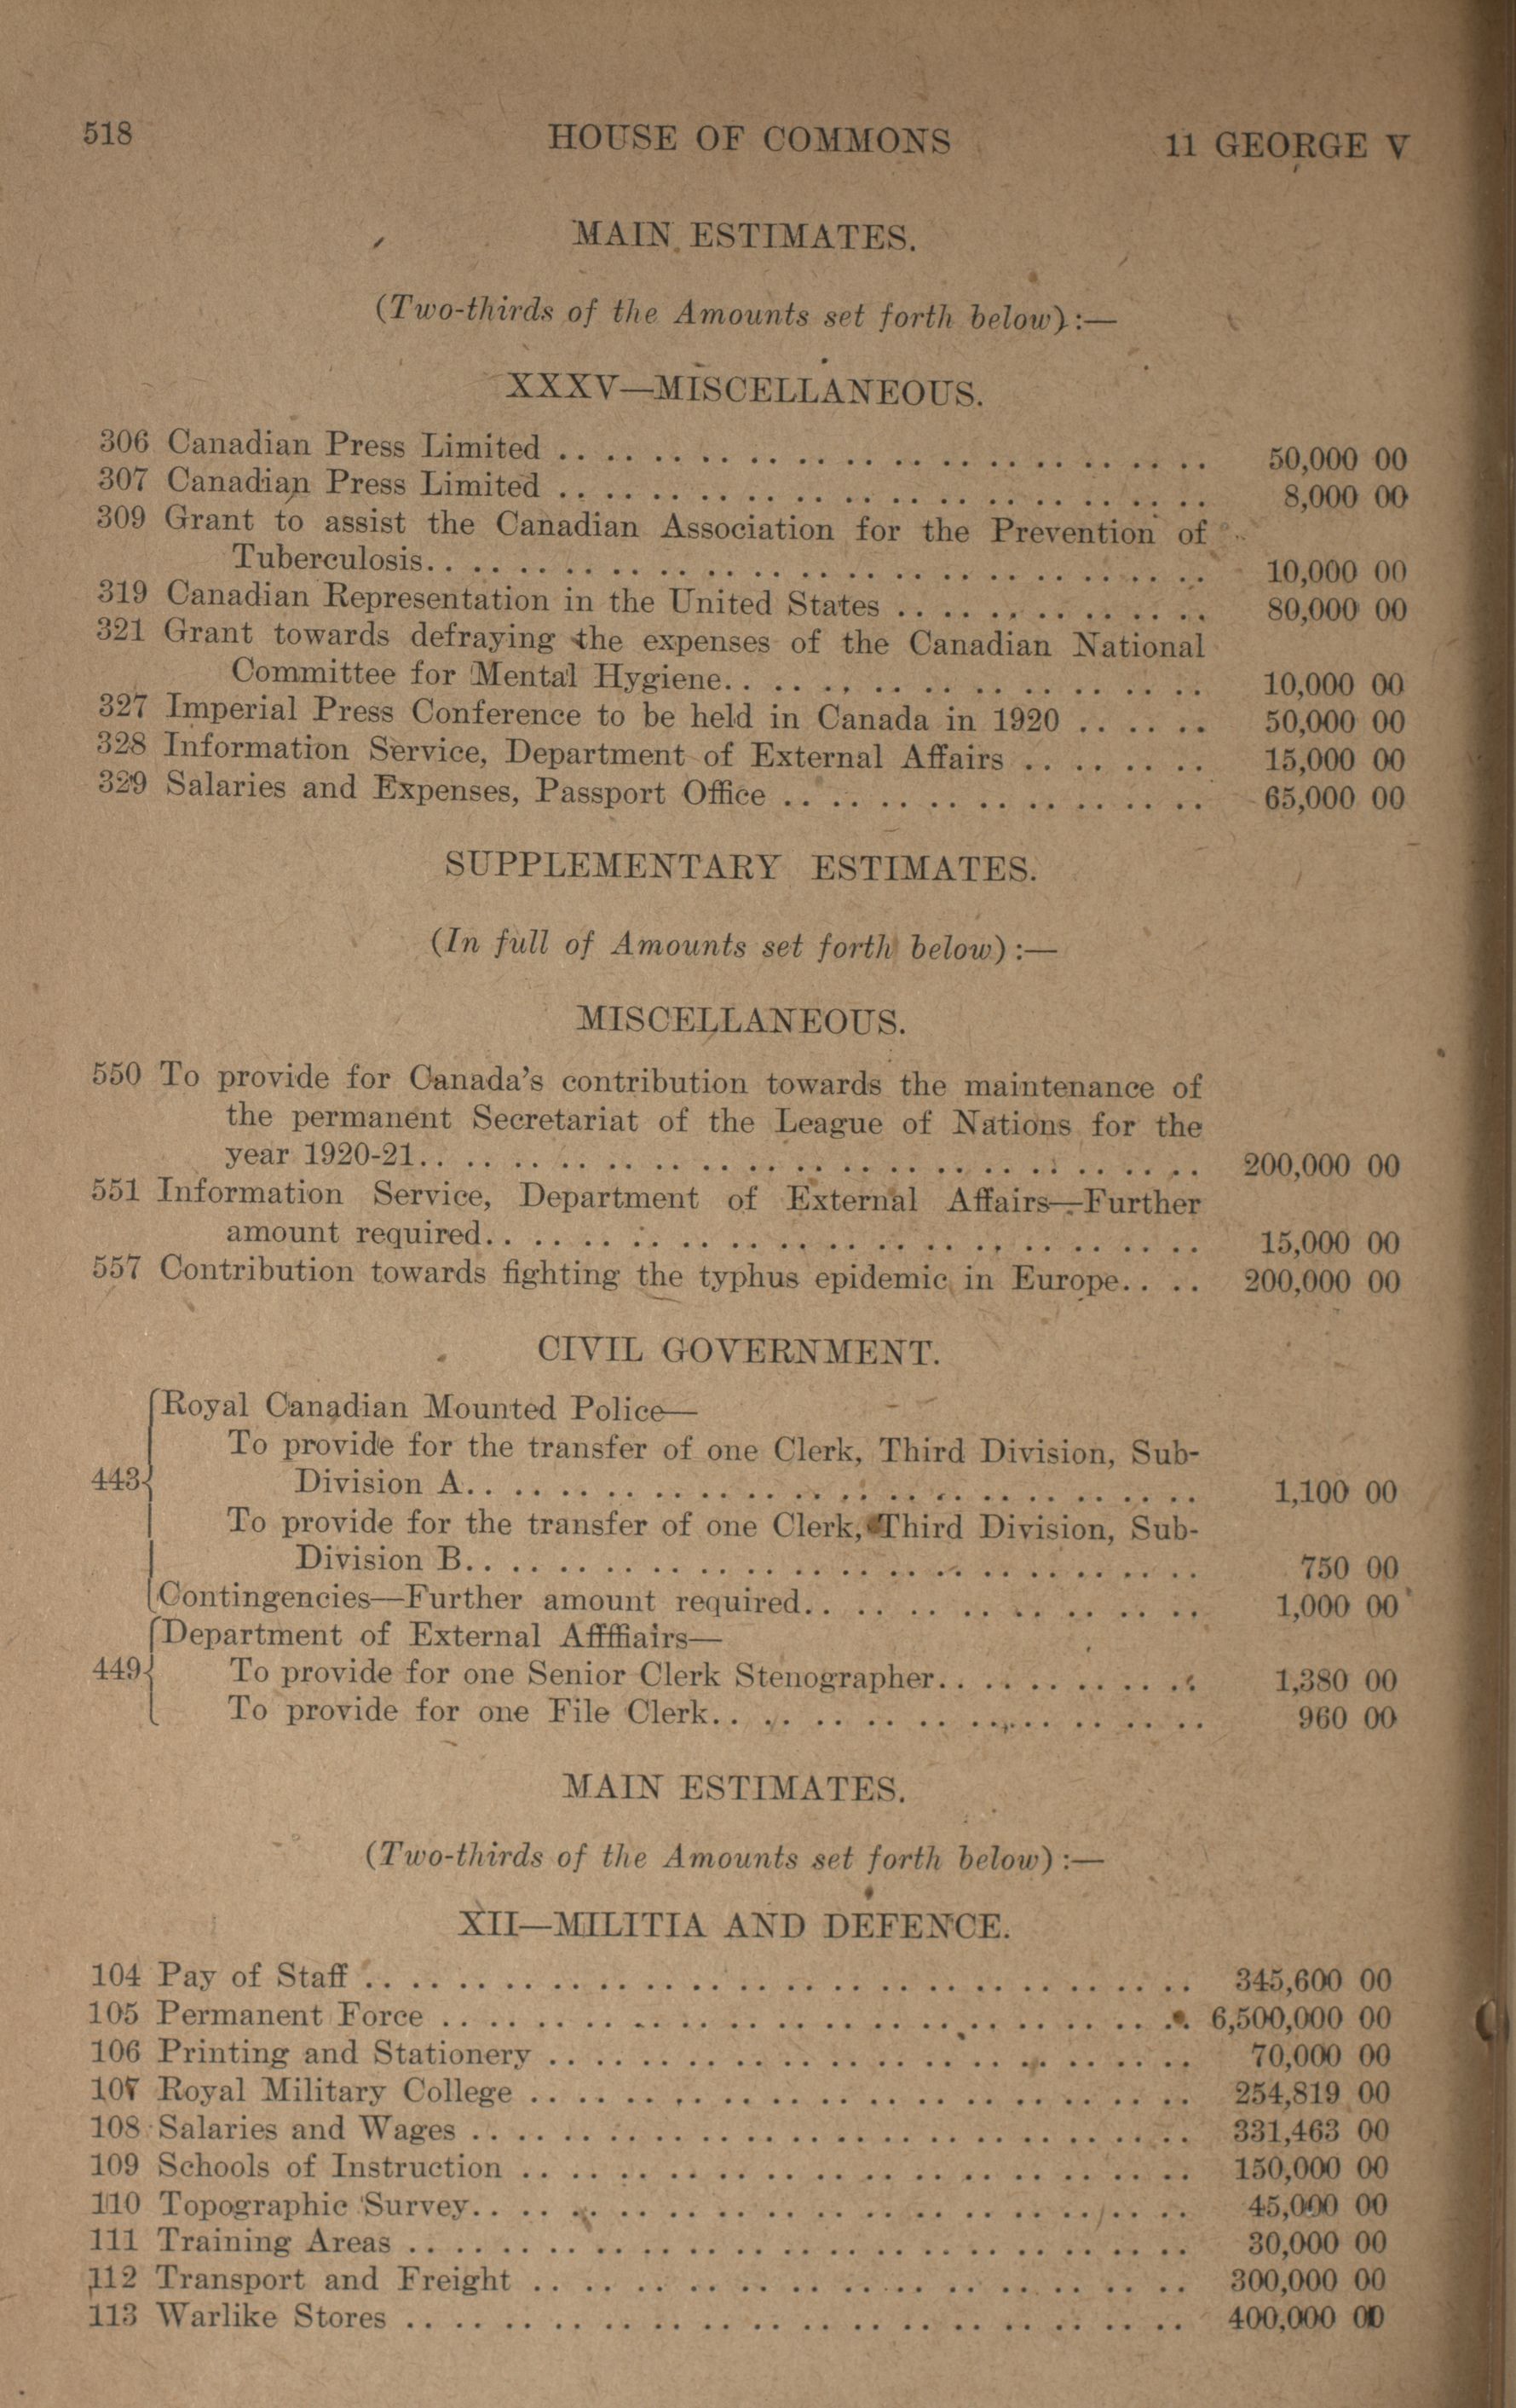 518 HOUSE OF COMMONS 11 GEORGE V
MAIN ESTIMATES.
(Two-thirds of the Amounts set forth below):—
XXXV—MISCELLANEOUS.
306 Canadian Press Limited .. .. .. .. .. .. .. .. .. .. .. .. .. .. 50,000 00
307 Canadian Press Limited .. .. .. .. .. .. .. .. .. .. .. .. .. .. 8,000 00
309 Grant to assist the Canadian Association for the Prevention of
Tuberculosis.. .. .. .. .. .. .. .. .. .. .. .. .. .. .. .. .. 10,000 00
319 Canadian Representation in the United States .. .. .. .. .. .. .. 80,000 00
321 Grant towards defraying the expenses of the Canadian National
Committee for Mental Hygiene.. .. .. .. .. .. .. .. .. .. 10,000 00
327 Imperial Press Conference to be held in Canada in 1920 .. .. .. 50,000 00
328 Information Service, Department of External Affairs .. .. .. .. 15,000 00
329 Salaries and Expenses, Passport Office .. .. .. .. .. .. .. .. .. 65,000 00
SUPPLEMENTARY ESTIMATES.
(In full of Amounts set forth below):—
MISCELLANEOUS.
550 To provide for Canada's contribution towards the maintenance of
the permanent Secretariat of the League of Nations for the
year 1920-21.. .. .. .. .. .. .. .. .. .. .. .. .. .. .. .. .. 200,000 00
551 Information Service, Department of External Affairs—Further
amount required.. .. .. .. .. .. .. .. .. .. .. .. .. .. .. 15,000 00
557 Contribution towards fighting the typhus epidemic in Europe.. .. 200,000 00
CIVIL GOVERNMENT.
Royal Canadian Mounted Police—
To provide for the transfer of one Clerk, Third Division, Sub-
443 Division A.. .. .. .. .. .. .. .. .. .. .. .. .. .. .. .. 1,100 00
To provide for the transfer of one Clerk, Third Division, Sub-
Division B.. .. .. .. .. .. .. .. .. .. .. .. .. .. .. .. 750 00
Contingencies—Further amount required.. .. .. .. .. .. .. .. .. 1,000 00
Department of External Afffiairs—
449 To provide for one Senior Clerk Stenographer.. .. .. .. .. .. 1,380 00
To provide for one File Clerk.. .. .. .. .. .. .. .. .. .. 960 00
MAIN ESTIMATES.
(Two-thirds of the Amounts set forth below):—
XII—MILITIA AND DEFENCE.
104 Pay of Staff .. .. .. .. .. .. .. .. .. .. .. .. .. .. .. .. .. .. 345,600 00
105 Permanent Force .. .. .. .. .. .. .. .. .. .. .. .. .. .. .. .. 6,500,000 00
106 Printing and Stationery .. .. .. .. .. .. .. .. .. .. .. .. .. .. 70,000 00
107 Royal Military College .. .. .. .. .. .. .. .. .. .. .. .. .. .. 254,819 00
108 Salaries and Wages .. .. .. .. .. .. .. .. .. .. .. .. .. .. .. .. 331,463 00
109 Schools of Instruction .. .. .. .. .. .. .. .. .. .. .. .. .. .. 150,000 00
110 Topographic Survey.. .. .. .. .. .. .. .. .. .. .. .. .. .. .. 45,000 00
111 Training Areas .. .. .. .. .. .. .. .. .. .. .. .. .. .. .. .. .. 30,000 00
112 Transport and Freight .. .. .. .. .. .. .. .. .. .. .. .. .. .. 300,000 00
113 Warlike Stores .. .. .. .. .. .. .. .. .. .. .. .. .. .. .. .. 400,000 00